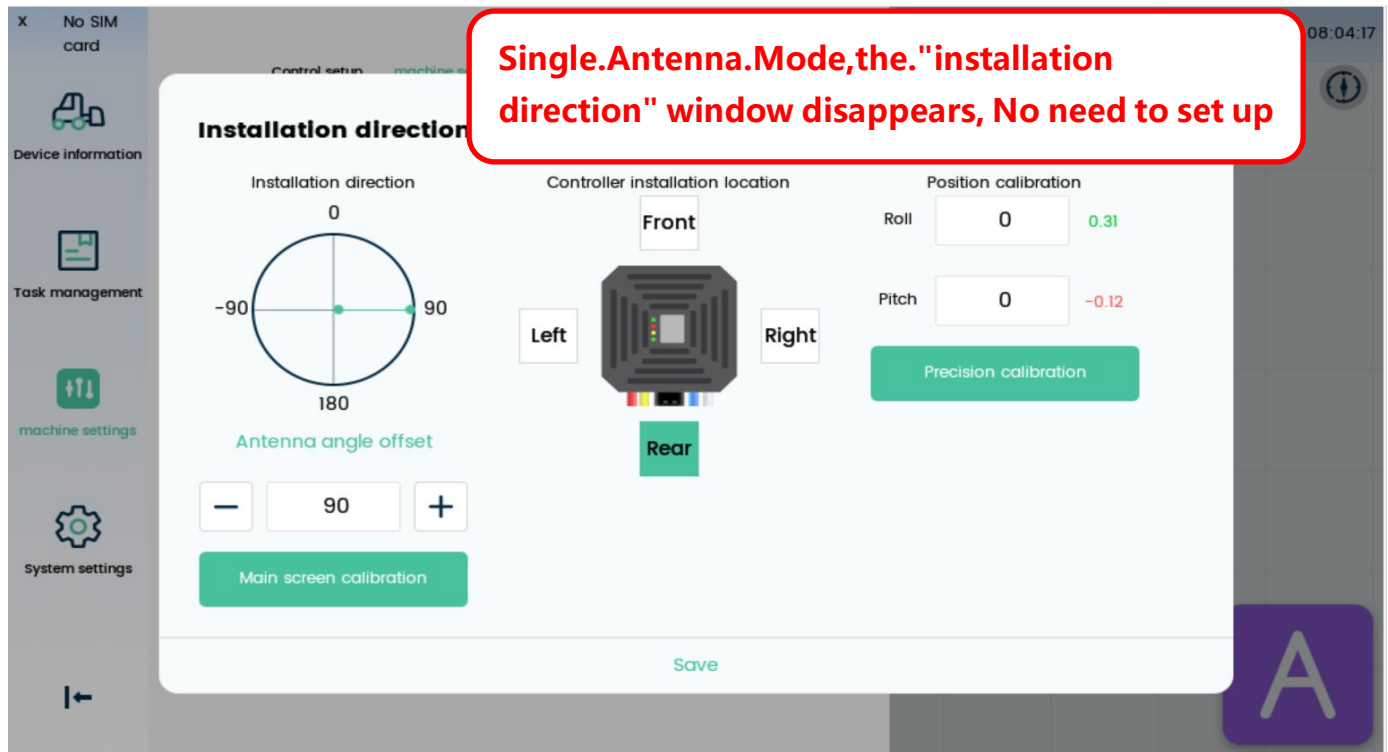 x No SIM
card
08:04:17
Single.Antenna.Mode,the."installation
direction" window disappears, No need to set up
Control setup machine se
Device information
Task management
machine settings
System settings
Installation direction
Installation direction
0
-90
90
180
Antenna angle offset
90
Main screen calibration
Controller installation location
Front
Left
Right
Rear
Position calibration
Roll 0 0.31
Pitch 0 -0.12
Precision calibration
Save
A